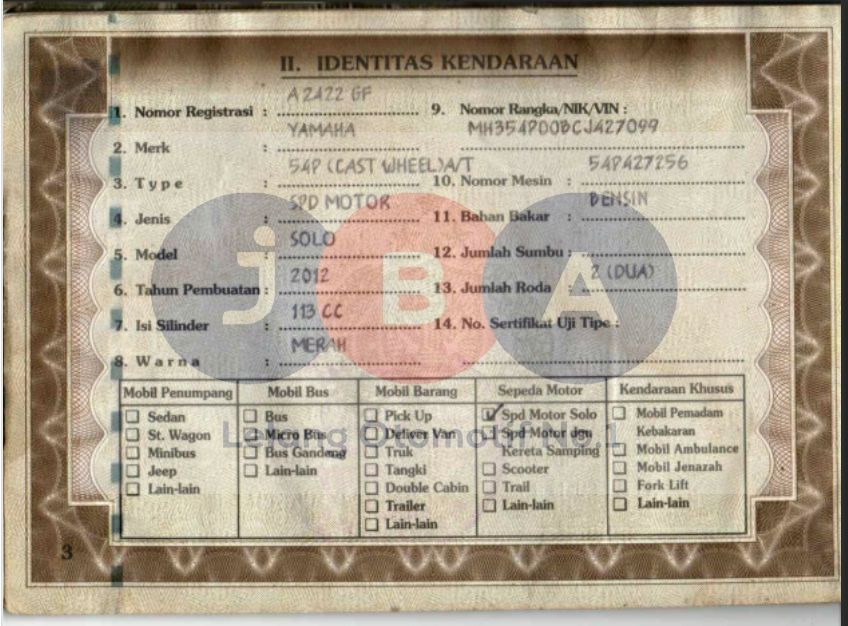 II. IDENTITAS KENDARAAN
A 2422 GF
1. Nomor Registrasi :
YAMAHA
2. Merk :
54P (CAST WHEEL)A/T
3. Type :
SPD MOTOR
4. Jenis :
SOLO
5. Model :
2012
6. Tahun Pembuatan :
113 CC
7. Isi Silinder :
MERAH
8. Warna :
9. Nomor Rangka/NIK/VIN :
MH354P00BCJ427099
54P427256
10. Nomor Mesin :
BENSIN
11. Bahan Bakar :
12. Jumlah Sumbu :
2 (DUA)
13. Jumlah Roda :
14. No. Sertifikat Uji Tipe :
Mobil Penumpang
Sedan
St. Wagon
Minibus
Jeep
Lain-lain
Mobil Bus
Bus
Micro Bus
Bus Gandeng
Lain-lain
Mobil Barang
Pick Up
Deliver Van
Truk
Tangki
Double Cabin
Trailer
Lain-lain
Sepeda Motor
Spd Motor Solo
Spd Motor dgn
Kereta Samping
Scooter
Trail
Lain-lain
Kendaraan Khusus
Mobil Pemadam
Kebakaran
Mobil Ambulance
Mobil Jenazah
Fork Lift
Lain-lain
3
JBA
Lelang Otomotif No.1